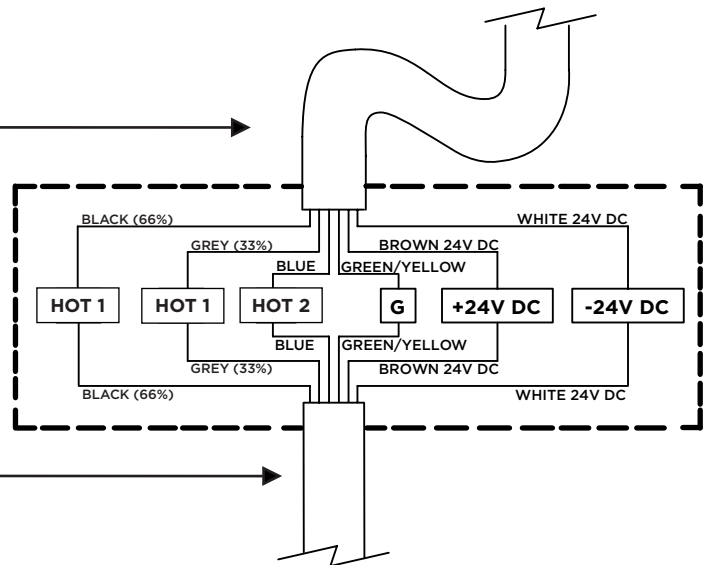 BLACK (66%)
WHITE 24V DC
GREY (33%)
BROWN 24V DC
BLUE
GREEN/YELLOW
HOT 1
HOT 1
HOT 2
G
+24V DC
-24V DC
BLUE
GREEN/YELLOW
GREY (33%)
BROWN 24V DC
BLACK (66%)
WHITE 24V DC